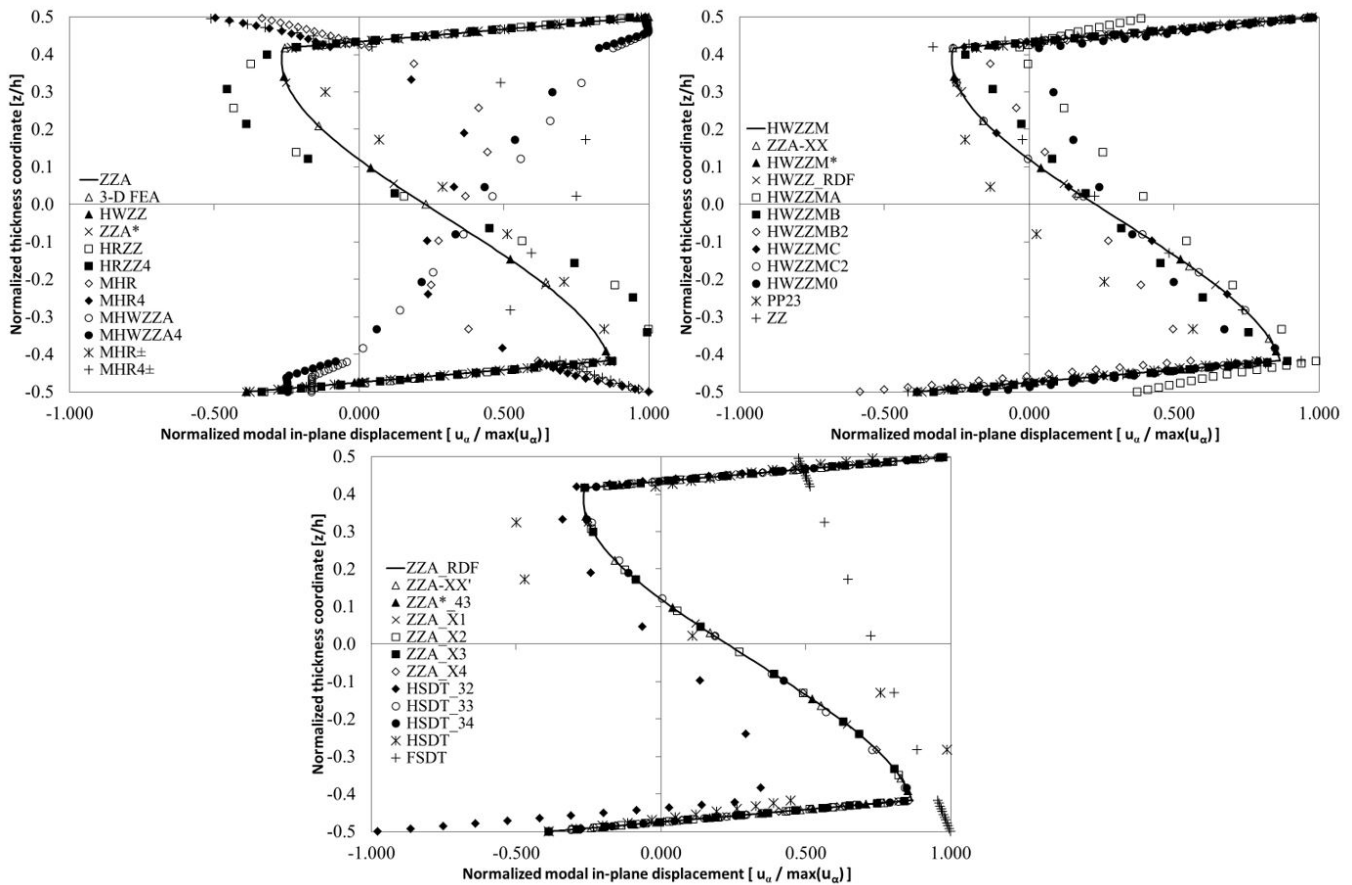 Normalized thickness coordinate [z/h]
0.5
0.4
0.3
0.2
0.1
0.0
-0.1
-0.2
-0.3
-0.4
-0.5
ZZA
3-D FEA
HWZZ
ZZA*
HRZZ
HRZZ4
MHR
MHR4
MHWZZA
MHWZZA4
MHR±
MHR4±
-1.000 -0.500 0.000 0.500 1.000
Normalized modal in-plane displacement [ uα / max(uα) ]
Normalized thickness coordinate [z/h]
0.5
0.4
0.3
0.2
0.1
0.0
-0.1
-0.2
-0.3
-0.4
-0.5
HWZZM
ZZA-XX
HWZZM*
HWZZ_RDF
HWZZMA
HWZZMB
HWZZMB2
HWZZMC
HWZZMC2
HWZZM0
PP23
ZZ
-1.000 -0.500 0.000 0.500 1.000
Normalized modal in-plane displacement [ uα / max(uα) ]
Normalized thickness coordinate [z/h]
0.5
0.4
0.3
0.2
0.1
0.0
-0.1
-0.2
-0.3
-0.4
-0.5
ZZA_RDF
ZZA-XX'
ZZA*_43
ZZA_X1
ZZA_X2
ZZA_X3
ZZA_X4
HSDT_32
HSDT_33
HSDT_34
HSDT
FSDT
-1.000 -0.500 0.000 0.500 1.000
Normalized modal in-plane displacement [ uα / max(uα) ]